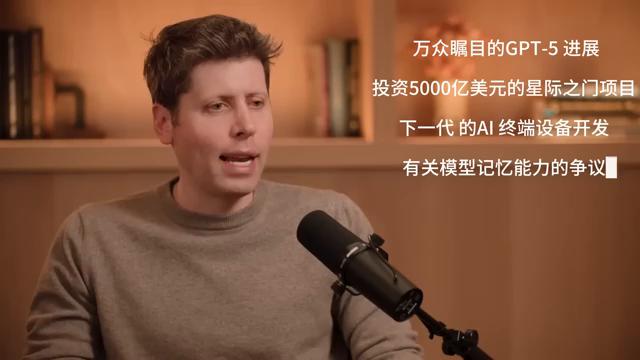 万众瞩目的GPT-5 进展
投资5000亿美元的星际之门项目
下一代 的AI 终端设备开发
有关模型记忆能力的争议